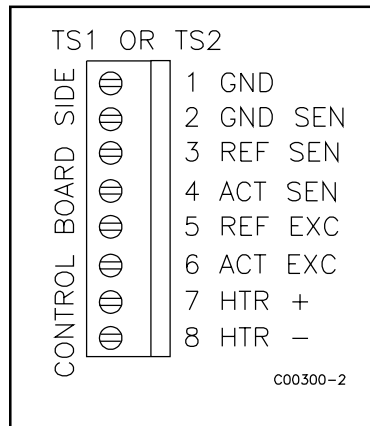 TS1 OR TS2
CONTROL BOARD SIDE
1 GND
2 GND SEN
3 REF SEN
4 ACT SEN
5 REF EXC
6 ACT EXC
7 HTR +
8 HTR -
C00300-2